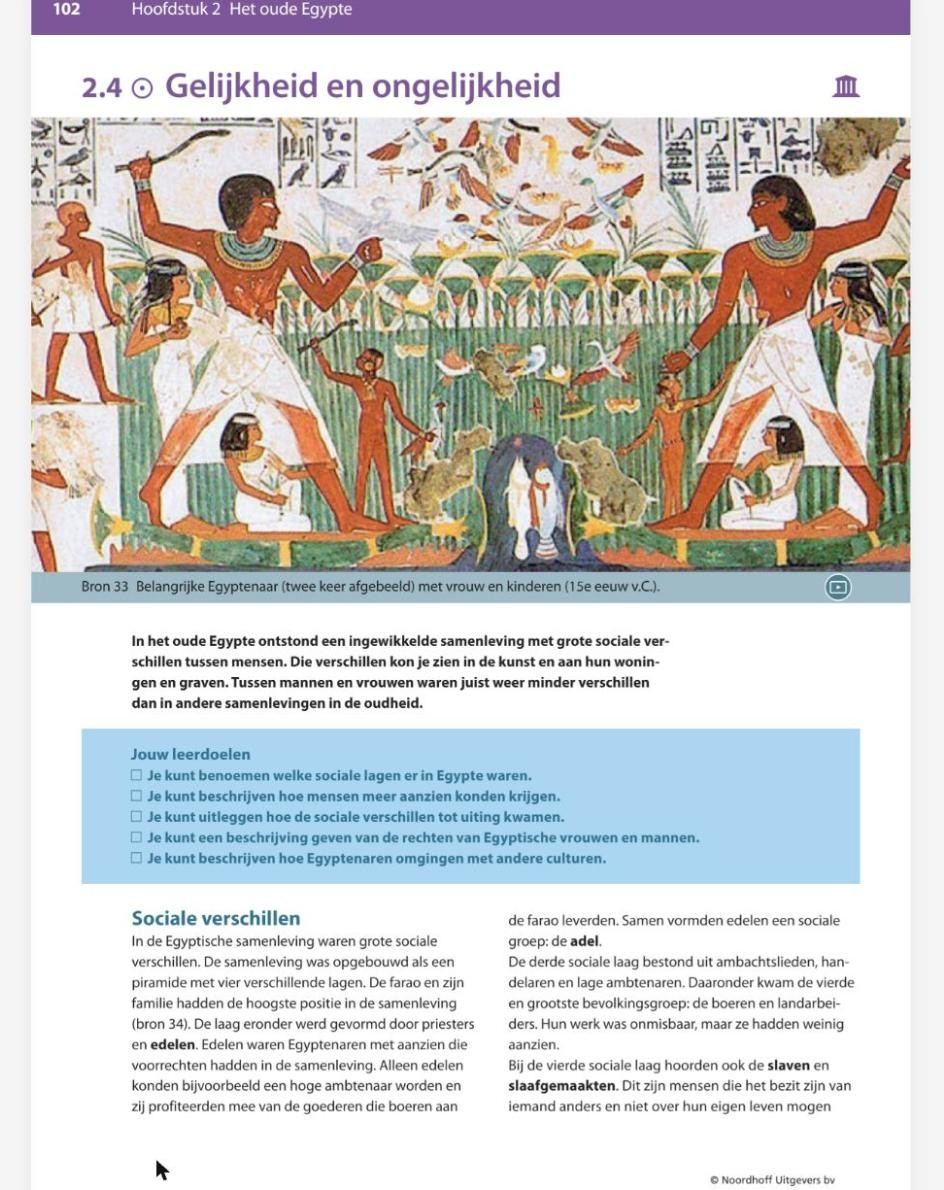 102 Hoofdstuk 2 Het oude Egypte
2.4 Gelijkheid en ongelijkheid
Bron 33 Belangrijke Egyptenaar (twee keer afgebeeld) met vrouw en kinderen (15e eeuw v.C.).
In het oude Egypte ontstond een ingewikkelde samenleving met grote sociale ver-
schillen tussen mensen. Die verschillen kon je zien in de kunst en aan hun wonin-
gen en graven. Tussen mannen en vrouwen waren juist weer minder verschillen
dan in andere samenlevingen in de oudheid.
Jouw leerdoelen
☐ Je kunt benoemen welke sociale lagen er in Egypte waren.
☐ Je kunt beschrijven hoe mensen meer aanzien konden krijgen.
☐ Je kunt uitleggen hoe de sociale verschillen tot uiting kwamen.
☐ Je kunt een beschrijving geven van de rechten van Egyptische vrouwen en mannen.
☐ Je kunt beschrijven hoe Egyptenaren omgingen met andere culturen.
Sociale verschillen
In de Egyptische samenleving waren grote sociale
verschillen. De samenleving was opgebouwd als een
piramide met vier verschillende lagen. De farao en zijn
familie hadden de hoogste positie in de samenleving
(bron 34). De laag eronder werd gevormd door priesters
en edelen. Edelen waren Egyptenaren met aanzien die
voorrechten hadden in de samenleving. Alleen edelen
konden bijvoorbeeld een hoge ambtenaar worden en
zij profiteerden mee van de goederen die boeren aan
de farao leverden. Samen vormden edelen een sociale
groep: de adel.
De derde sociale laag bestond uit ambachtslieden, han-
delaren en lage ambtenaren. Daaronder kwam de vierde
en grootste bevolkingsgroep: de boeren en landarbei-
ders. Hun werk was onmisbaar, maar ze hadden weinig
aanzien.
Bij de vierde sociale laag hoorden ook de slaven en
slaafgemaakten. Dit zijn mensen die het bezit zijn van
iemand anders en niet over hun eigen leven mogen
© Noordhoff Uitgevers bv